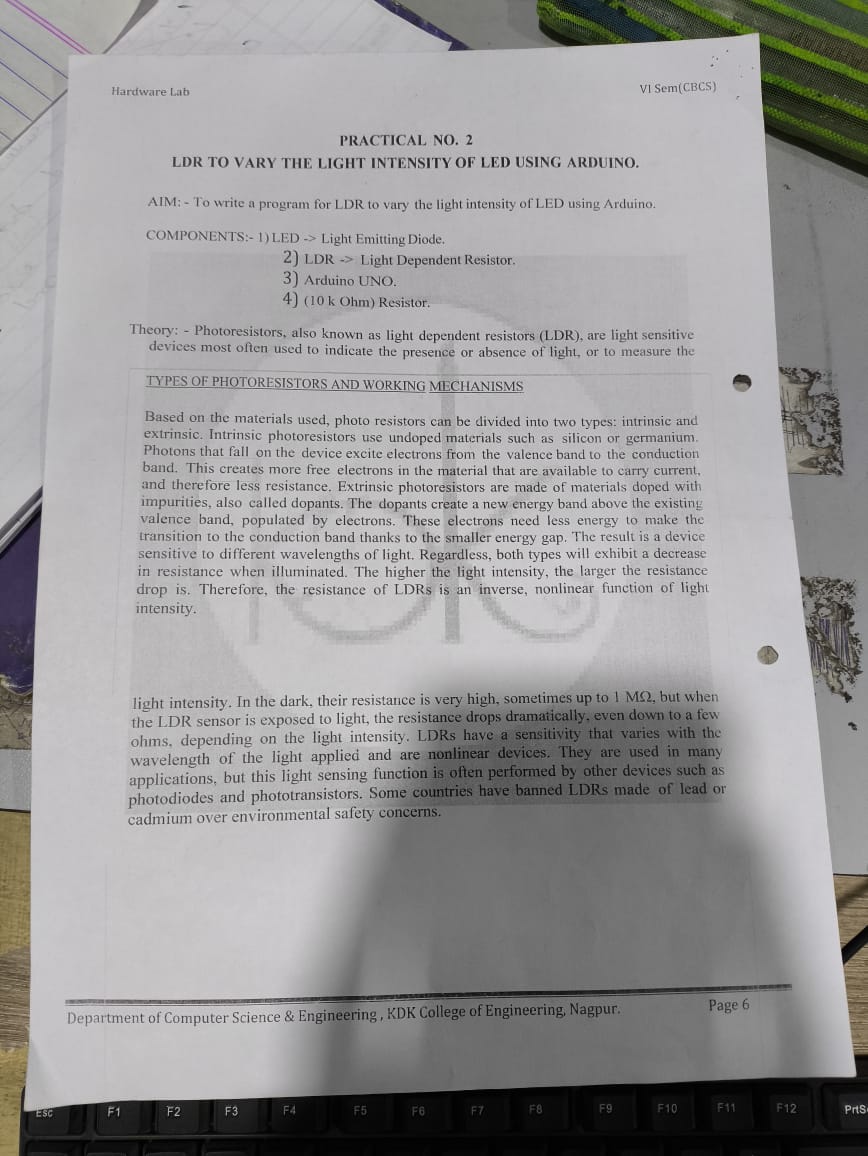 Hardware Lab
VI Sem(CBCS)
PRACTICAL NO. 2
LDR TO VARY THE LIGHT INTENSITY OF LED USING ARDUINO.
AIM: - To write a program for LDR to vary the light intensity of LED using Arduino.
COMPONENTS:- 1) LED -> Light Emitting Diode.
2) LDR -> Light Dependent Resistor.
3) Arduino UNO.
4) (10 k Ohm) Resistor.
Theory: - Photoresistors, also known as light dependent resistors (LDR), are light sensitive
devices most often used to indicate the presence or absence of light, or to measure the
TYPES OF PHOTORESISTORS AND WORKING MECHANISMS
Based on the materials used, photo resistors can be divided into two types: intrinsic and
extrinsic. Intrinsic photoresistors use undoped materials such as silicon or germanium.
Photons that fall on the device excite electrons from the valence band to the conduction
band. This creates more free electrons in the material that are available to carry current,
and therefore less resistance. Extrinsic photoresistors are made of materials doped with
impurities, also called dopants. The dopants create a new energy band above the existing
valence band, populated by electrons. These electrons need less energy to make the
transition to the conduction band thanks to the smaller energy gap. The result is a device
sensitive to different wavelengths of light. Regardless, both types will exhibit a decrease
in resistance when illuminated. The higher the light intensity, the larger the resistance
drop is. Therefore, the resistance of LDRs is an inverse, nonlinear function of light
intensity.
light intensity. In the dark, their resistance is very high, sometimes up to 1 MΩ, but when
the LDR sensor is exposed to light, the resistance drops dramatically, even down to a few
ohms, depending on the light intensity. LDRs have a sensitivity that varies with the
wavelength of the light applied and are nonlinear devices. They are used in many
applications, but this light sensing function is often performed by other devices such as
photodiodes and phototransistors. Some countries have banned LDRs made of lead or
cadmium over environmental safety concerns.
Department of Computer Science & Engineering , KDK College of Engineering, Nagpur.
Page 6
Esc F1 F2 F3 F4 F5 F6 F7 F8 F9 F10 F11 F12 PrtS